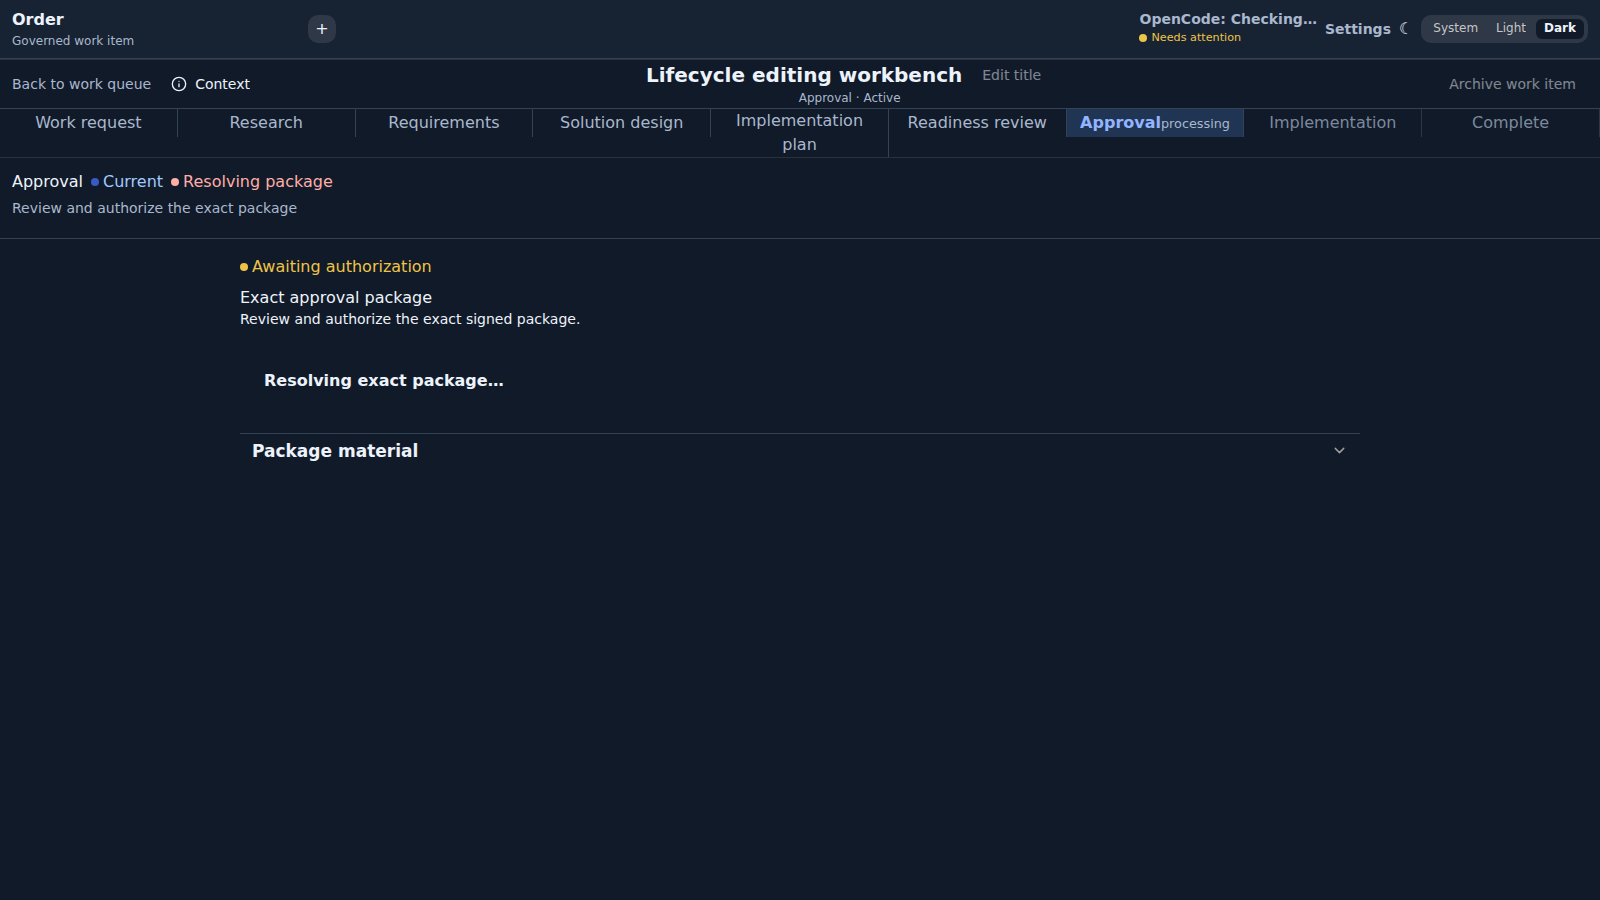 Order
Governed work item
+
OpenCode: Checking…
Needs attention
Settings
System Light Dark
Back to work queue
Context
Lifecycle editing workbench
Edit title
Approval · Active
Archive work item
Work request
Research
Requirements
Solution design
Implementation
plan
Readiness review
Approval processing
Implementation
Complete
Approval Current Resolving package
Review and authorize the exact package
Awaiting authorization
Exact approval package
Review and authorize the exact signed package.
Resolving exact package…
Package material